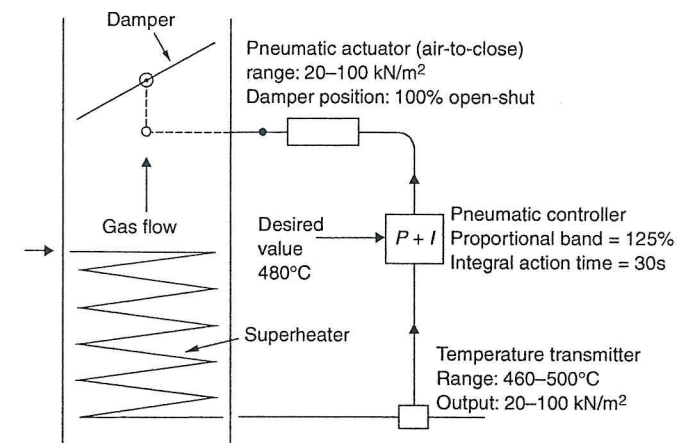 Damper
Pneumatic actuator (air-to-close)
range: 20–100 kN/m²
Damper position: 100% open-shut
Gas flow
Desired
value
480°C
P + I
Pneumatic controller
Proportional band = 125%
Integral action time = 30s
Superheater
Temperature transmitter
Range: 460–500°C
Output: 20–100 kN/m²